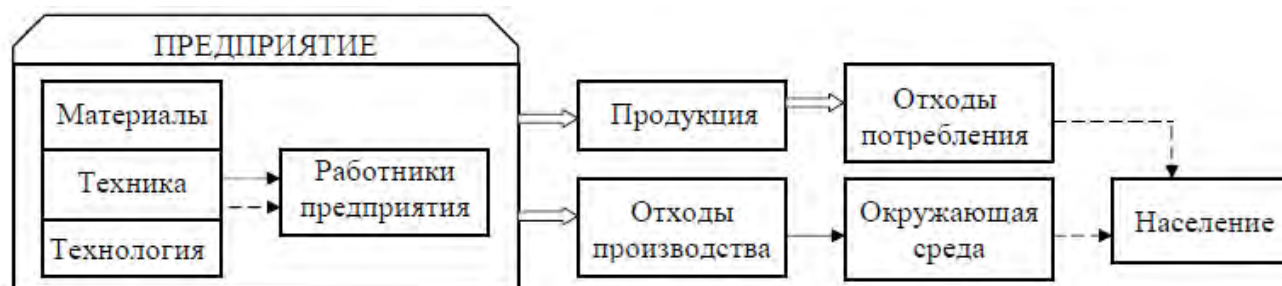 ПРЕДПРИЯТИЕ
Материалы
Техника
Технология
Работники
предприятия
Продукция
Отходы
потребления
Отходы
производства
Окружающая
среда
Население